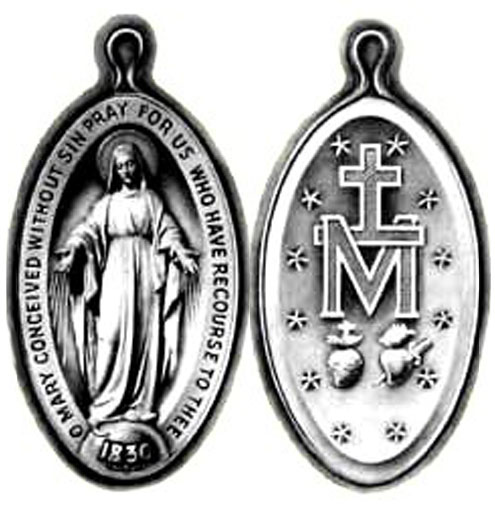 O MARY CONCEIVED WITHOUT SIN PRAY FOR US WHO HAVE RECOURSE TO THEE
1830
M